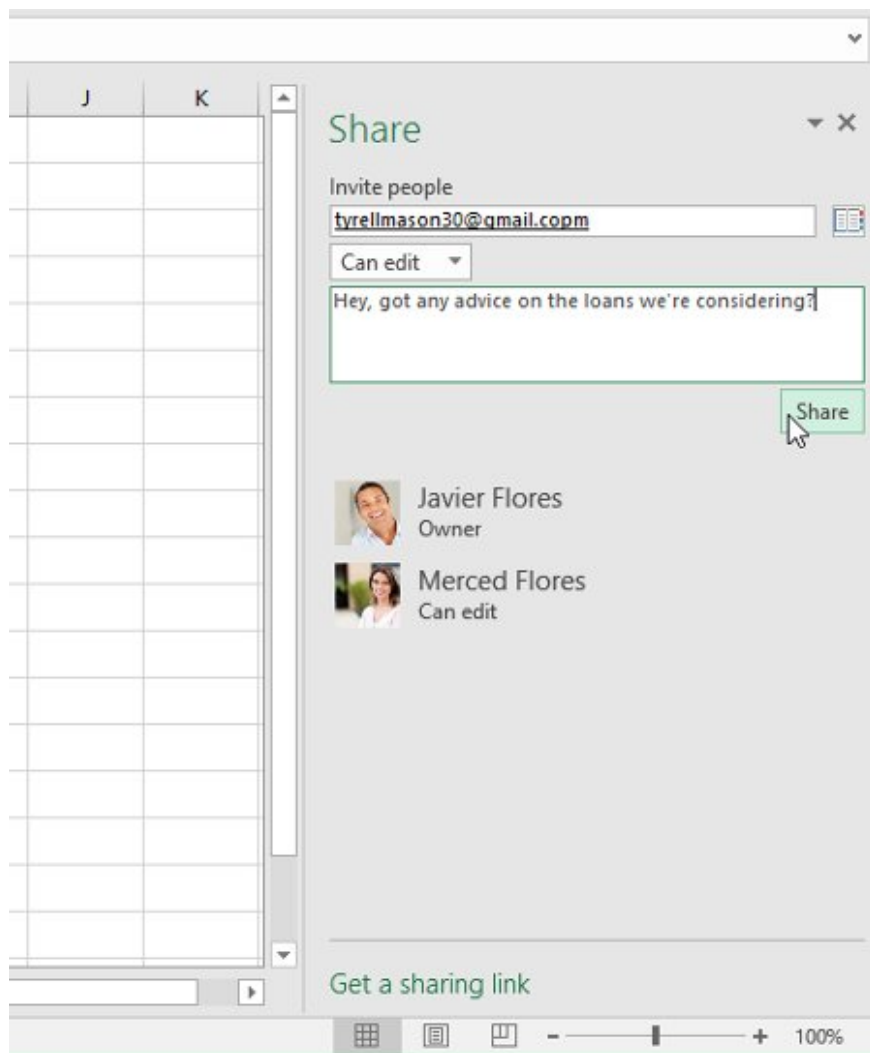 J K
Share
Invite people
tyrellmason30@gmail.copm
Can edit
Hey, got any advice on the loans we're considering?
Share
Javier Flores
Owner
Merced Flores
Can edit
Get a sharing link
- + 100%